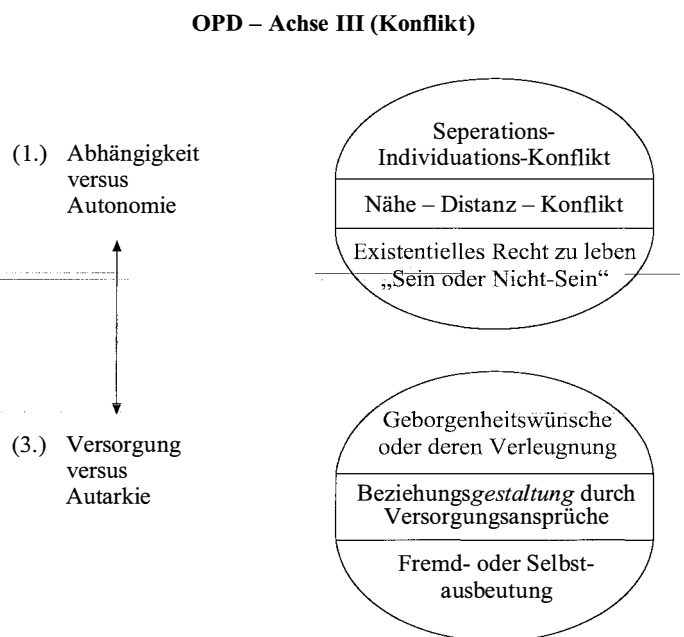 OPD – Achse III (Konflikt)
(1.) Abhängigkeit
versus
Autonomie
Seperations-
Individuations-Konflikt
Nähe – Distanz – Konflikt
Existentielles Recht zu leben
„Sein oder Nicht-Sein“
(3.) Versorgung
versus
Autarkie
Geborgenheitswünsche
oder deren Verleugnung
Beziehungsgestaltung durch
Versorgungsansprüche
Fremd- oder Selbst-
ausbeutung